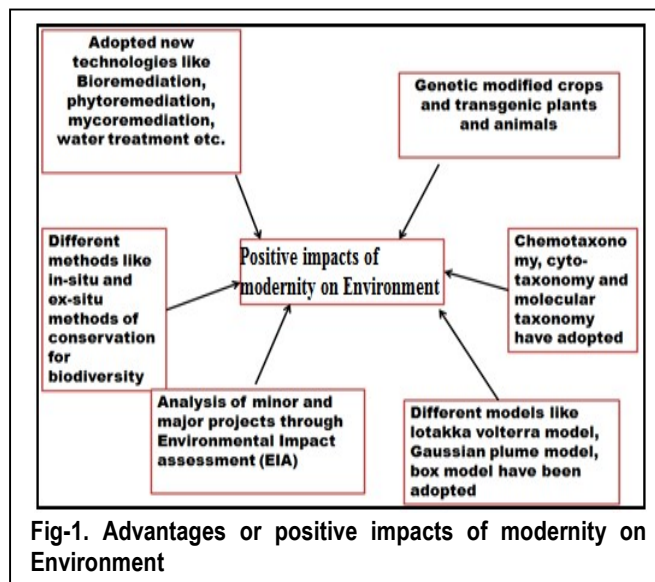 Adopted new
technologies like
Bioremediation,
phytoremediation,
mycoremediation,
water treatment etc.
Genetic modified crops
and transgenic plants
and animals
Different
methods like
in-situ and
ex-situ
methods of
conservation
for
biodiversity
Positive impacts of
modernity on Environment
Chemotaxono
my, cyto-
taxonomy and
molecular
taxonomy
have adopted
Analysis of minor and
major projects through
Environmental Impact
assessment (EIA)
Different models like
lotakka volterra model,
Gaussian plume model,
box model have been
adopted
Fig-1. Advantages or positive impacts of modernity on
Environment